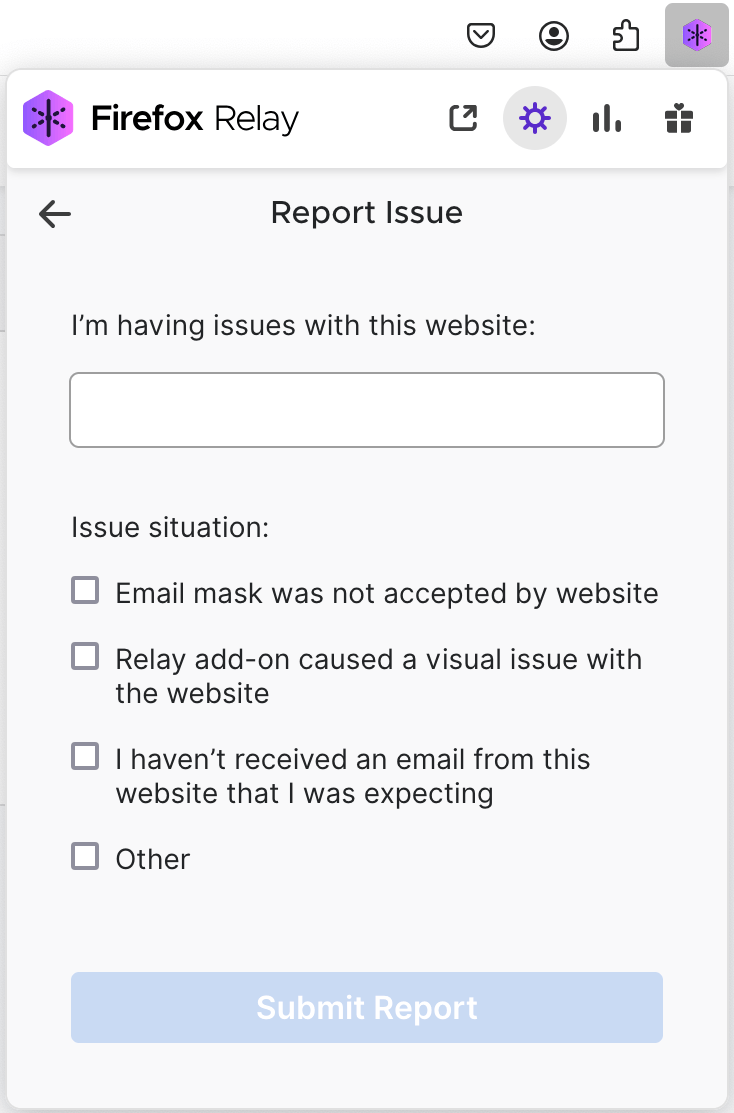 Firefox Relay
Report Issue
I’m having issues with this website:
Issue situation:
Email mask was not accepted by website
Relay add-on caused a visual issue with
the website
I haven’t received an email from this
website that I was expecting
Other
Submit Report